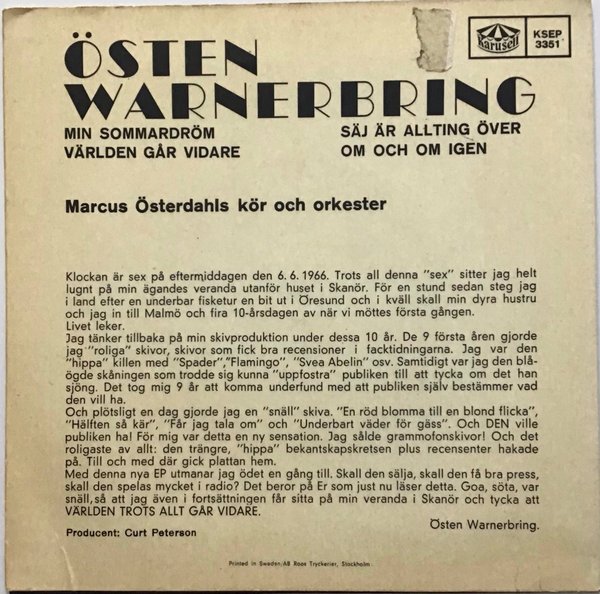 ÖSTEN
WARNERBRING
karusell
KSEP
3351
MIN SOMMARDRÖM
VÄRLDEN GÅR VIDARE
SÄJ ÄR ALLTING ÖVER
OM OCH OM IGEN
Marcus Österdahls kör och orkester
Klockan är sex på eftermiddagen den 6. 6. 1966. Trots all denna "sex" sitter jag helt
lugnt på min ägandes veranda utanför huset i Skanör. För en stund sedan steg jag
i land efter en underbar fisketur en bit ut i Öresund och i kväll skall min dyra hustru
och jag in till Malmö och fira 10-årsdagen av när vi möttes första gången.
Livet leker.
Jag tänker tillbaka på min skivproduktion under dessa 10 år. De 9 första åren gjorde
jag "roliga" skivor, skivor som fick bra recensioner i facktidningarna. Jag var den
"hippa" killen med "Spader","Flamingo", "Svea Abelin" osv. Samtidigt var jag den blå-
ögde skåningen som trodde sig kunna "uppfostra" publiken till att tycka om det han
sjöng. Det tog mig 9 år att komma underfund med att publiken själv bestämmer vad
den vill ha.
Och plötsligt en dag gjorde jag en "snäll" skiva. "En röd blomma till en blond flicka",
"Hälften så kär", "Får jag tala om" och "Underbart väder för gäss". Och DEN ville
publiken ha! För mig var detta en ny sensation. Jag sålde grammofonskivor! Och det
roligaste av allt: den trängre, "hippa" bekantskapskretsen plus recensenter hakade
på. Till och med där gick plattan hem.
Med denna nya EP utmanar jag ödet en gång till. Skall den sälja, skall den få bra press,
skall den spelas mycket i radio? Det beror på Er som just nu läser detta. Goa, söta, var
snäll, så att jag även i fortsättningen får sitta på min veranda i Skanör och tycka att
VÄRLDEN TROTS ALLT GÅR VIDARE.
Östen Warnerbring.
Producent: Curt Peterson
Printed in Sweden. AB Roos Tryckerier, Stockholm